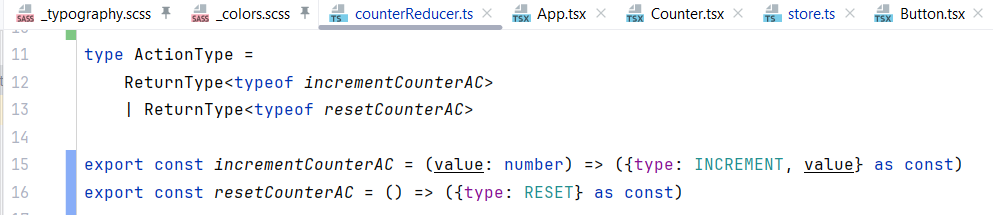 _typography.scss _colors.scss counterReducer.ts App.tsx Counter.tsx store.ts Button.tsx
11 type ActionType =
12 ReturnType<typeof incrementCounterAC>
13 | ReturnType<typeof resetCounterAC>
14
15 export const incrementCounterAC = (value: number) => ({type: INCREMENT, value} as const)
16 export const resetCounterAC = () => ({type: RESET} as const)